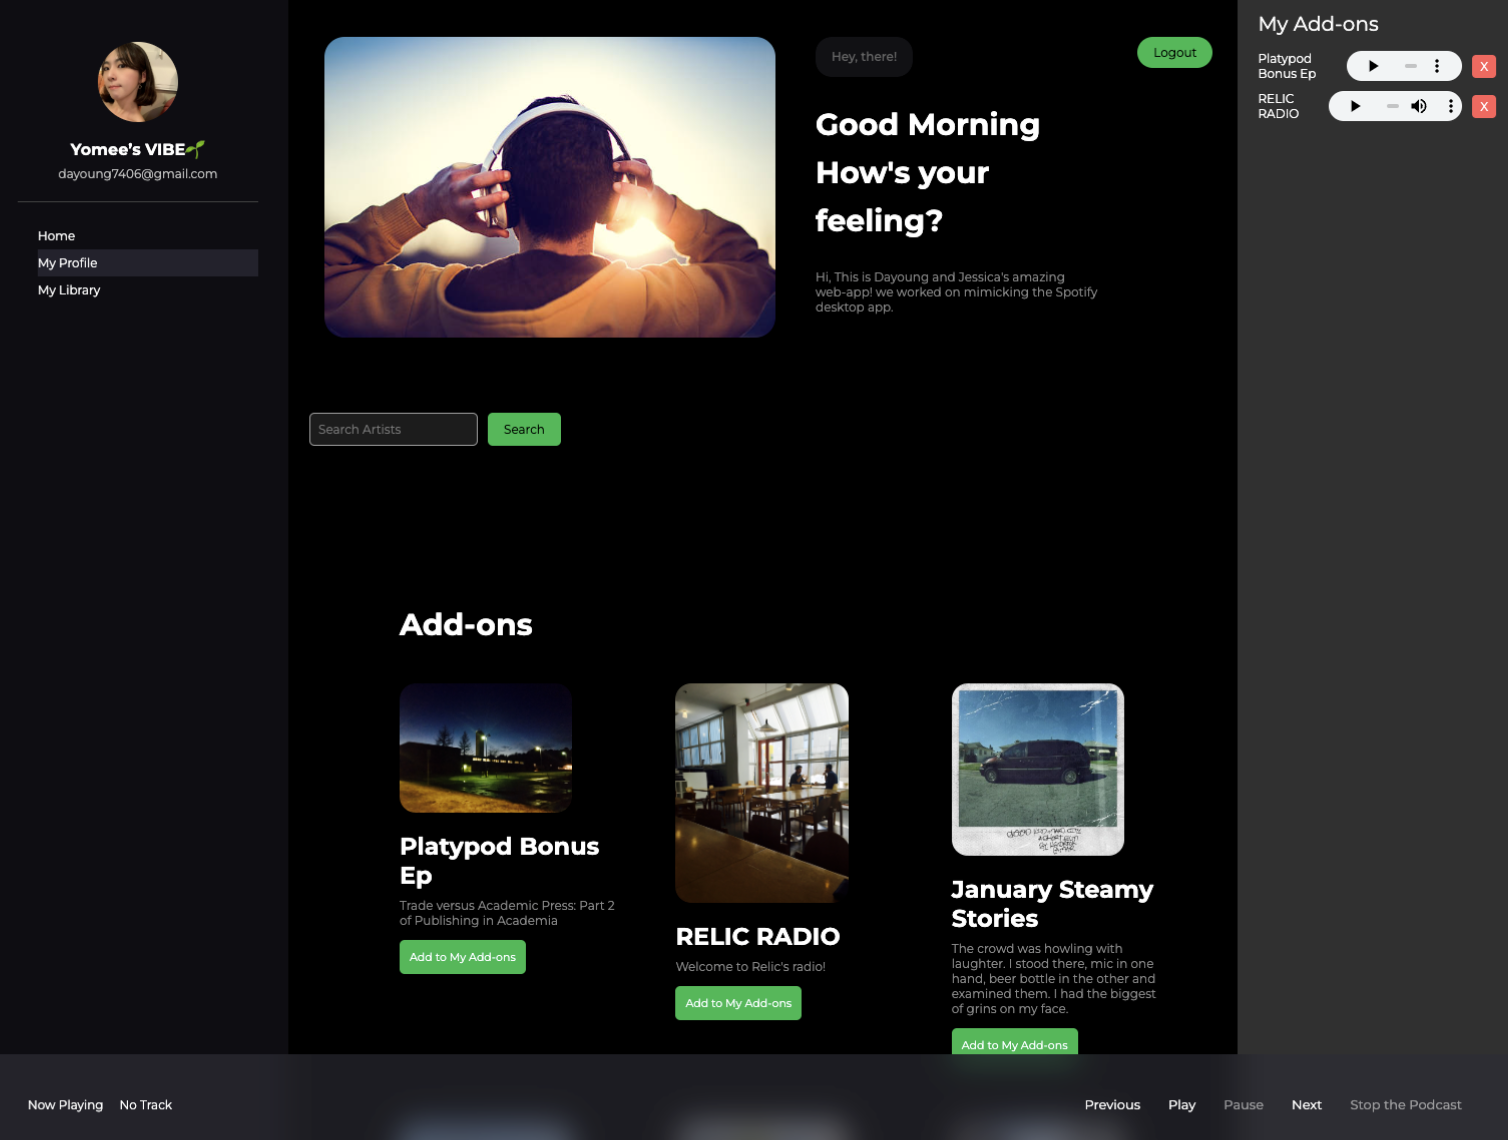 Yomee's VIBE🌱
dayoung7406@gmail.com
Home
My Profile
My Library
Hey, there!
Logout
Good Morning
How's your
feeling?
Hi, This is Dayoung and Jessica's amazing
web-app! we worked on mimicking the Spotify
desktop app.
Search Artists
Search
Add-ons
Platypod Bonus
Ep
Trade versus Academic Press: Part 2
of Publishing in Academia
Add to My Add-ons
RELIC RADIO
Welcome to Relic's radio!
Add to My Add-ons
January Steamy
Stories
The crowd was howling with
laughter. I stood there, mic in one
hand, beer bottle in the other and
examined them. I had the biggest
of grins on my face.
Add to My Add-ons
My Add-ons
Platypod
Bonus Ep
X
RELIC
RADIO
X
Now Playing No Track
Previous Play Pause Next Stop the Podcast